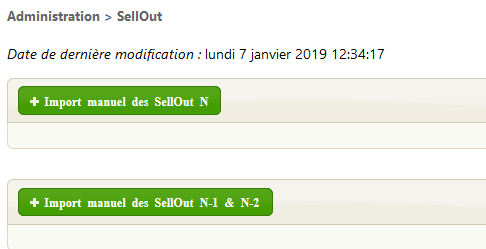 Administration > SellOut
Date de dernière modification : lundi 7 janvier 2019 12:34:17
+ Import manuel des SellOut N
+ Import manuel des SellOut N-1 & N-2